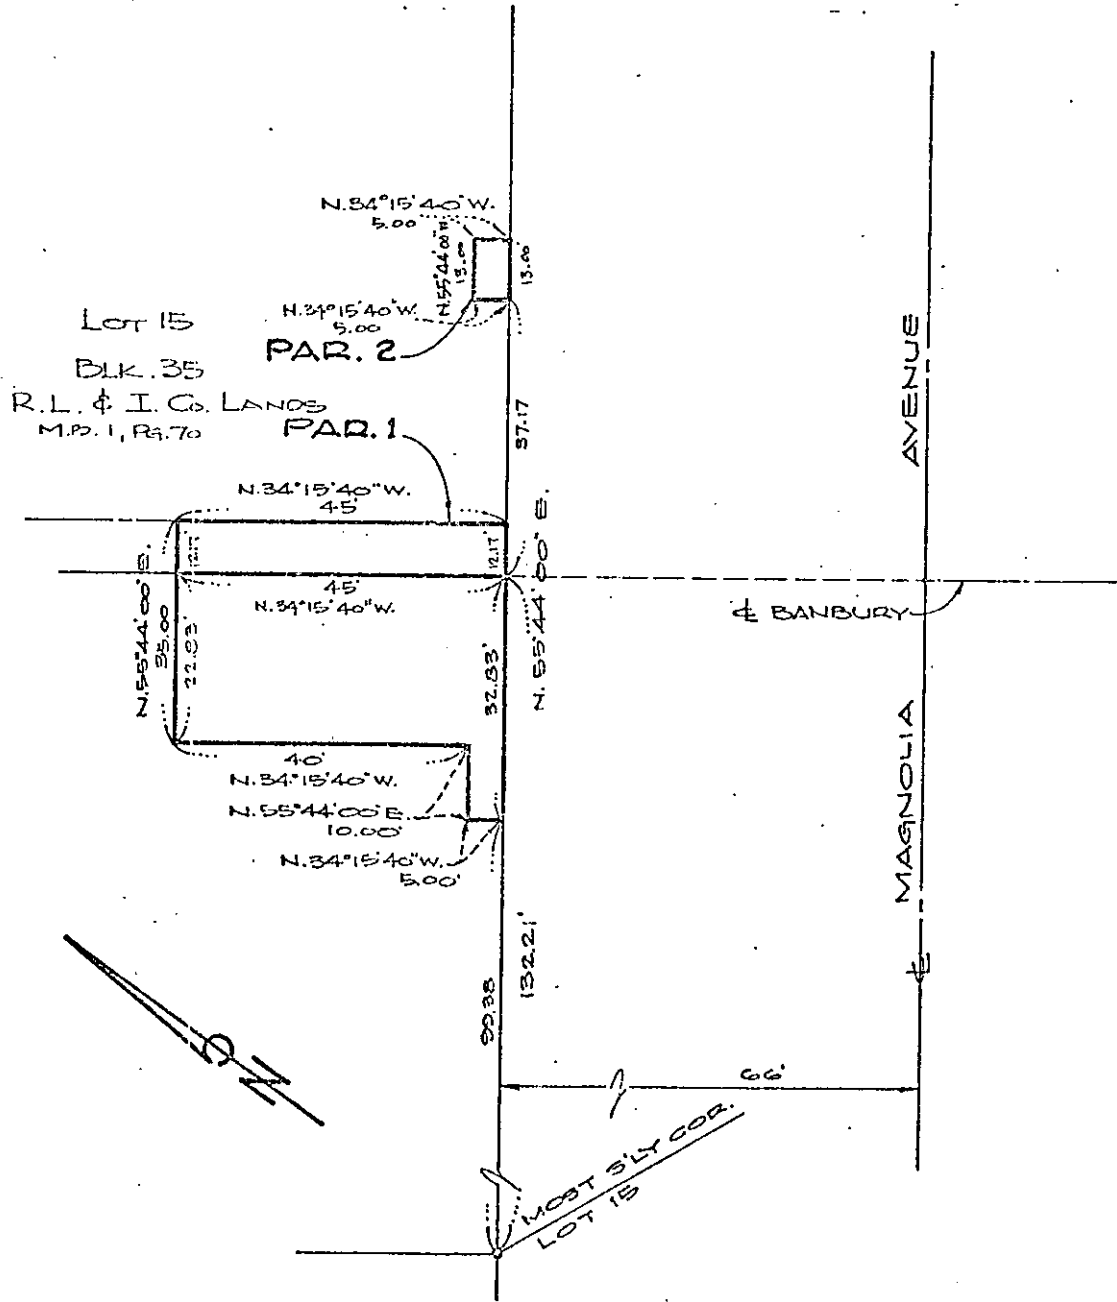 N.34°15'40"W.
5.00
N.55°44'00"E.
13.00
13.00
N.34°15'40"W.
5.00
PAR. 2
LOT 15
BLK. 35
R.L. & I. CO. LANDS
M.B. 1, PG. 70
PAR. 1
37.17
AVENUE
N.34°15'40"W.
45'
12.17'
12.17'
45'
N.34°15'40"W.
N.55°44'00"E.
35.00
22.83'
32.83'
N. 55°44'00" E.
℄ BANBURY
40'
N.34°15'40"W.
N.55°44'00"E.
10.00'
N.34°15'40"W.
5.00'
MAGNOLIA
℄
99.38
132.21'
N
66'
MOST S'LY COR.
LOT 15